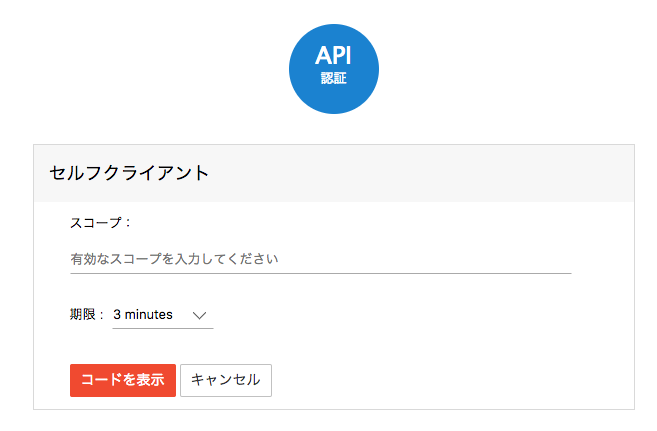 API
認証
セルフクライアント
スコープ：
有効なスコープを入力してください
期限： 3 minutes
コードを表示 キャンセル